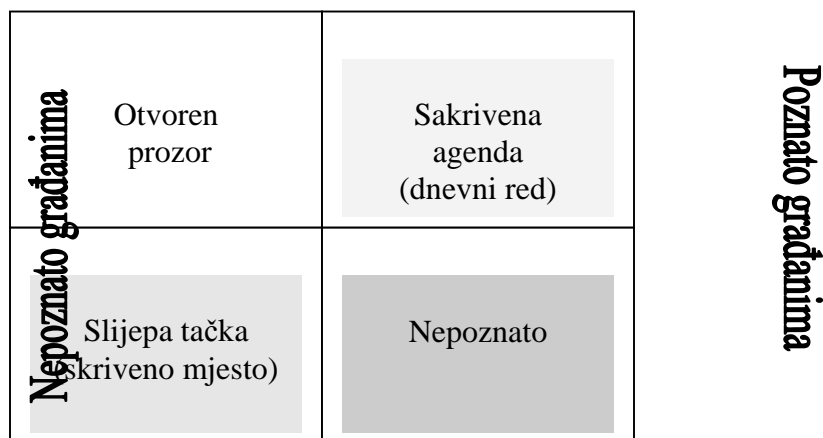 Otvoren
prozor
Sakrivena
agenda
(dnevni red)
Slijepa tačka
(skriveno mjesto)
Nepoznato
Nepoznato građanima
Poznato građanima